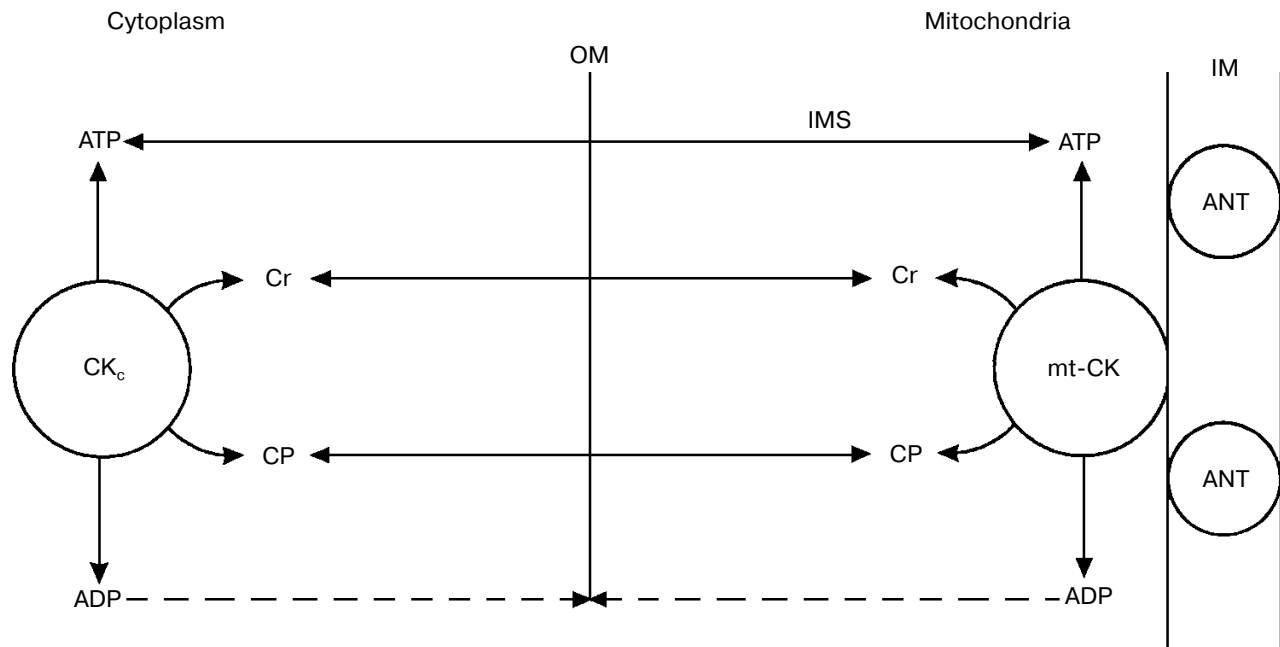 Cytoplasm
Mitochondria
OM
IM
ATP
IMS
ATP
ANT
Cr
Cr
CKc
mt-CK
CP
CP
ANT
ADP
ADP